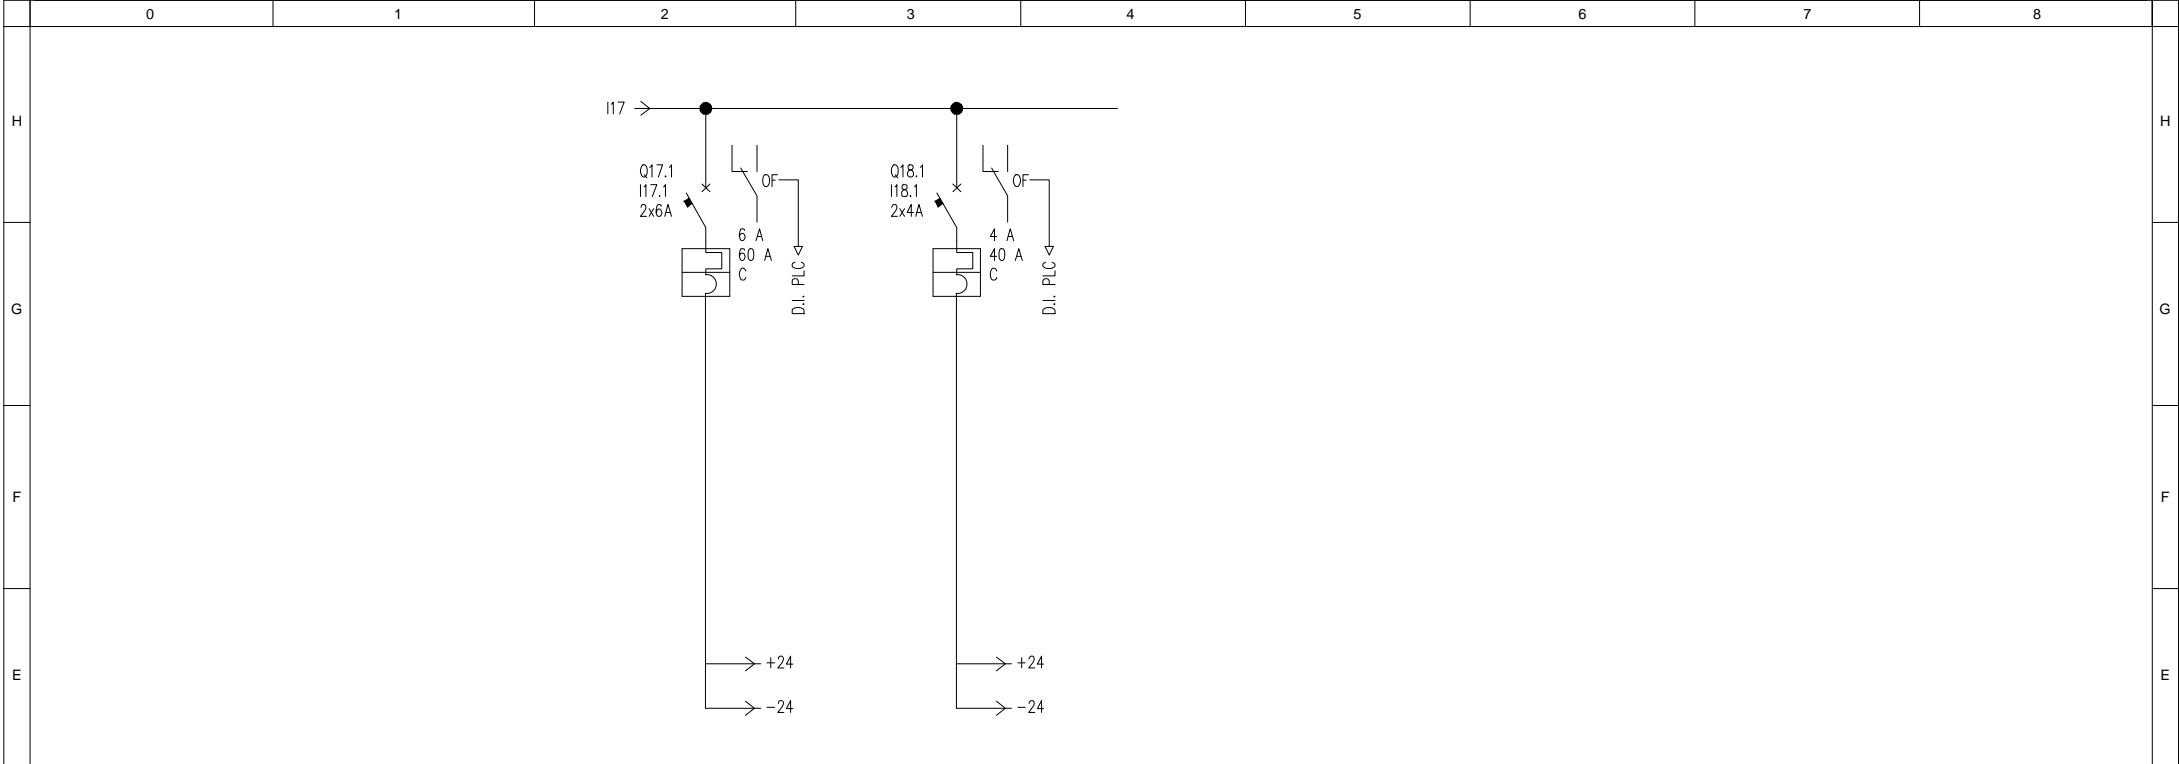 0 1 2 3 4 5 6 7 8
H H
I17
Q17.1
I17.1
2x6A
OF
6 A
60 A
C
D.I. PLC
Q18.1
I18.1
2x4A
OF
4 A
40 A
C
D.I. PLC
G G
F F
E E
+24
-24
+24
-24